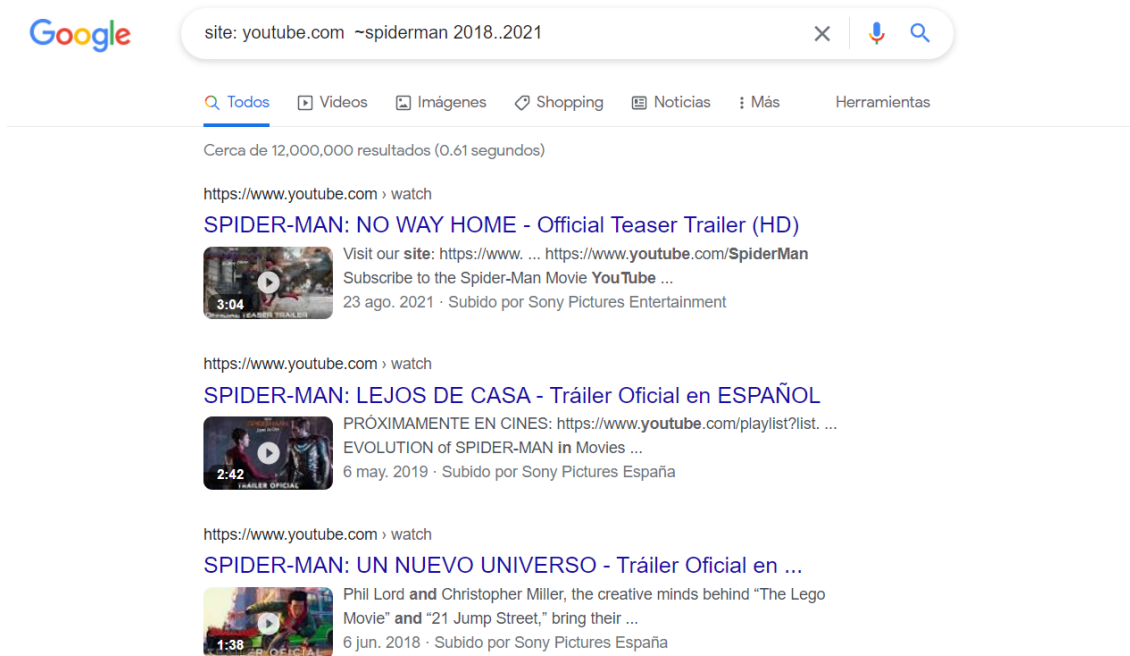 Google
site: youtube.com ~spiderman 2018..2021
Todos Videos Imágenes Shopping Noticias Más Herramientas
Cerca de 12,000,000 resultados (0.61 segundos)
https://www.youtube.com › watch
SPIDER-MAN: NO WAY HOME - Official Teaser Trailer (HD)
Visit our site: https://www. ... https://www.youtube.com/SpiderMan
Subscribe to the Spider-Man Movie YouTube ...
23 ago. 2021 · Subido por Sony Pictures Entertainment
3:04
OFFICIAL TEASER TRAILER
https://www.youtube.com › watch
SPIDER-MAN: LEJOS DE CASA - Tráiler Oficial en ESPAÑOL
PRÓXIMAMENTE EN CINES: https://www.youtube.com/playlist?list. ...
EVOLUTION of SPIDER-MAN in Movies ...
6 may. 2019 · Subido por Sony Pictures España
2:42
TRAILER OFICIAL
https://www.youtube.com › watch
SPIDER-MAN: UN NUEVO UNIVERSO - Tráiler Oficial en ...
Phil Lord and Christopher Miller, the creative minds behind “The Lego
Movie” and “21 Jump Street,” bring their ...
6 jun. 2018 · Subido por Sony Pictures España
1:38